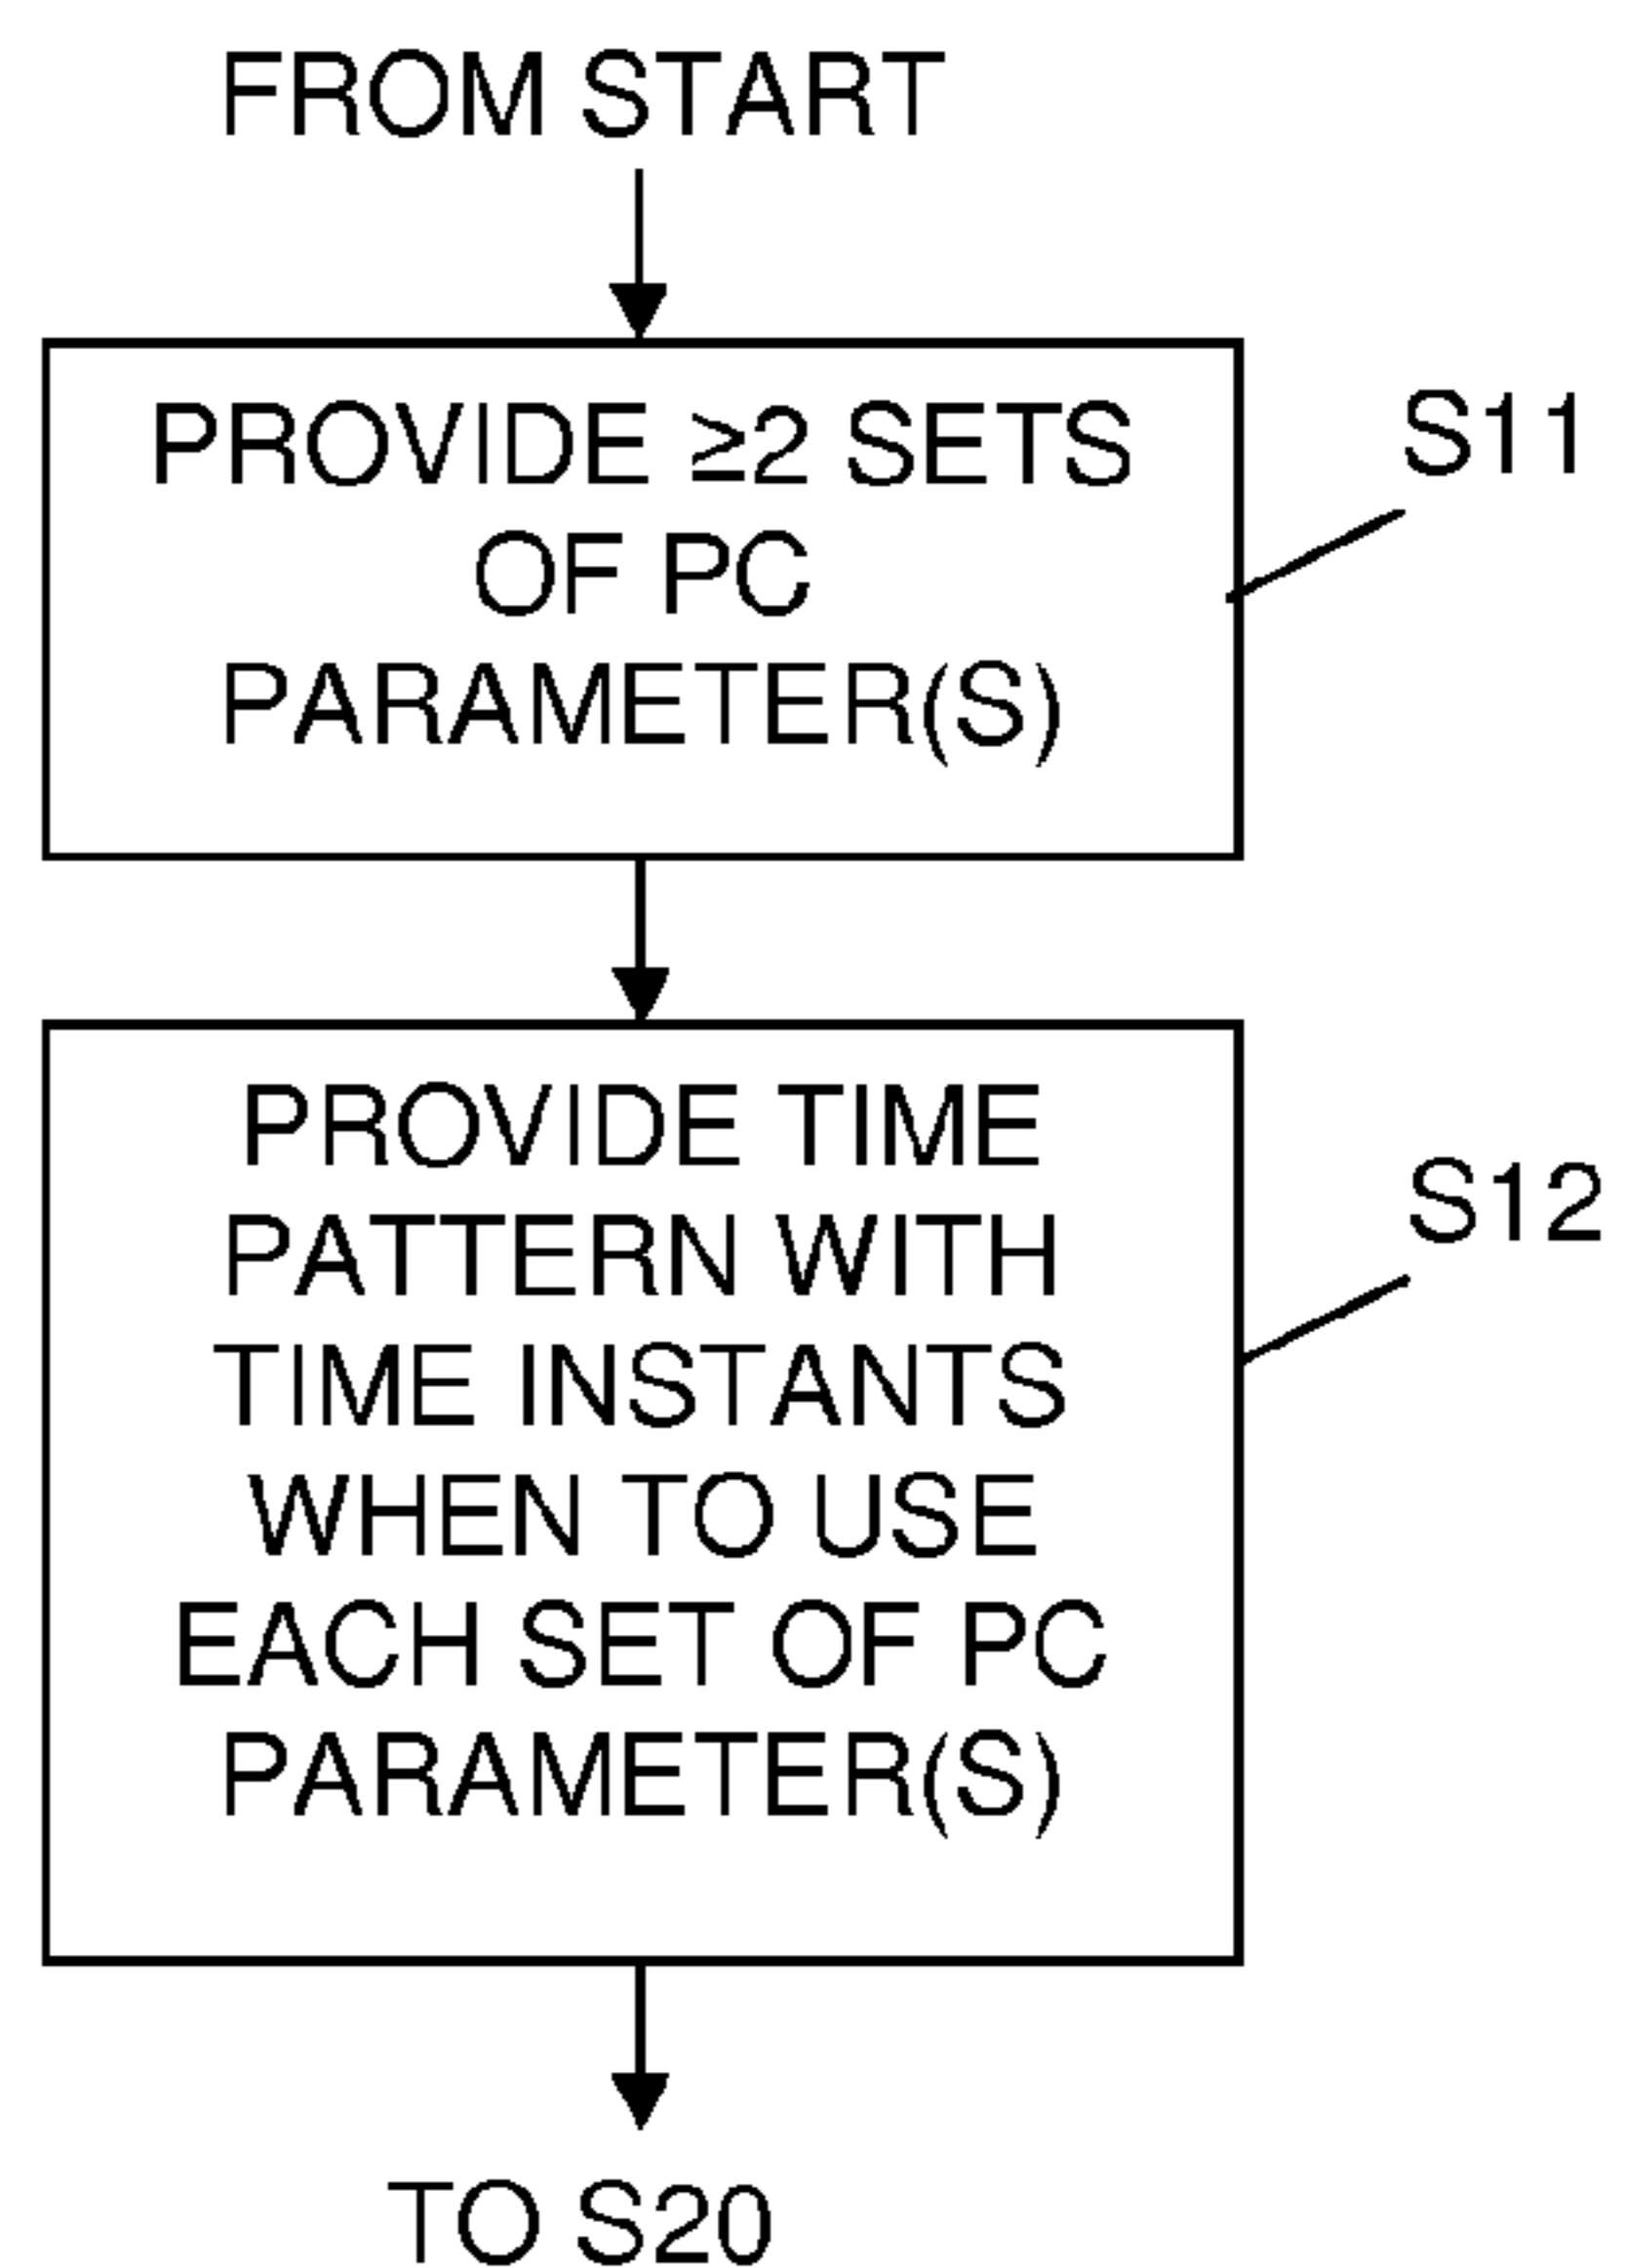 FROM START
PROVIDE ≥2 SETS
OF PC
PARAMETER(S)
S11
PROVIDE TIME
PATTERN WITH
TIME INSTANTS
WHEN TO USE
EACH SET OF PC
PARAMETER(S)
S12
TO S20